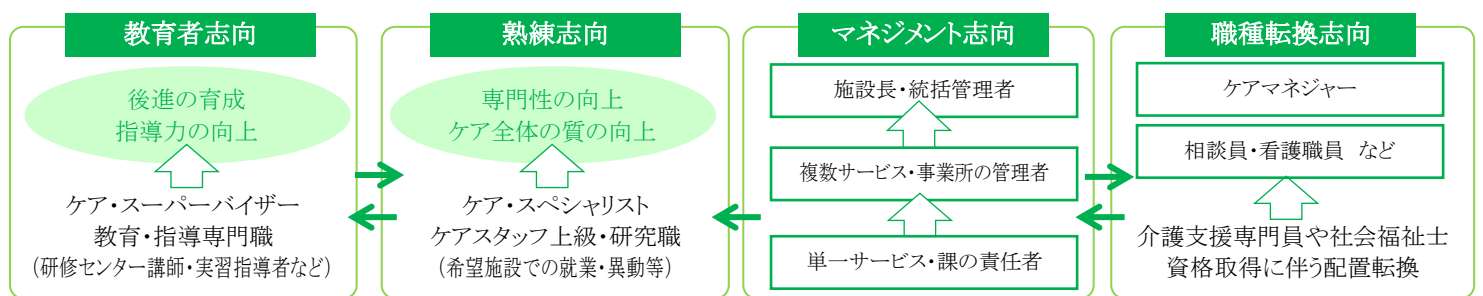 教育者志向
後進の育成
指導力の向上
ケア・スーパーバイザー
教育・指導専門職
(研修センター講師・実習指導者など)
熟練志向
専門性の向上
ケア全体の質の向上
ケア・スペシャリスト
ケアスタッフ上級・研究職
(希望施設での就業・異動等)
マネジメント志向
施設長・統括管理者
複数サービス・事業所の管理者
単一サービス・課の責任者
職種転換志向
ケアマネジャー
相談員・看護職員 など
介護支援専門員や社会福祉士
資格取得に伴う配置転換